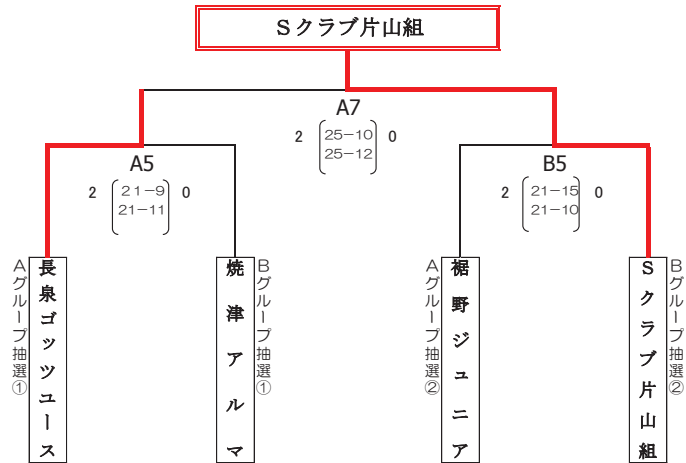 Sクラブ片山組
A7
2 25−10 0
25−12
A5
2 21−9 0
21−11
B5
2 21−15 0
21−10
Aグループ抽選①
長泉ゴッツユース
焼津アルマ
Bグループ抽選①
Aグループ抽選②
裾野ジュニア
Sクラブ片山組
Bグループ抽選②